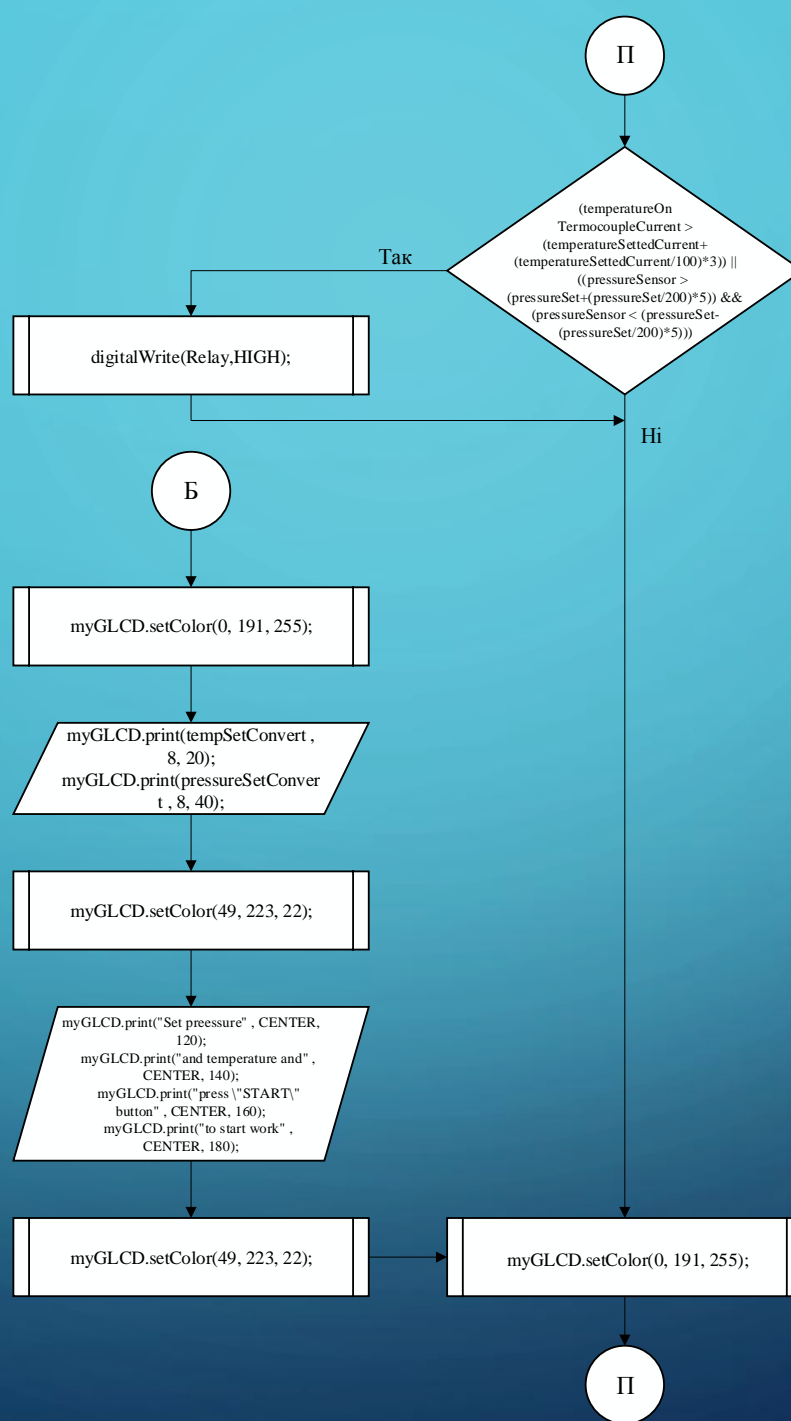 П
(temperatureOn
TermocoupleCurrent >
(temperatureSettedCurrent+
(temperatureSettedCurrent/100)*3)) ||
((pressureSensor >
(pressureSet+(pressureSet/200)*5)) &&
(pressureSensor < (pressureSet-
(pressureSet/200)*5)))
Так
digitalWrite(Relay,HIGH);
Ні
Б
myGLCD.setColor(0, 191, 255);
myGLCD.print(tempSetConvert ,
8, 20);
myGLCD.print(pressureSetConver
t , 8, 40);
myGLCD.setColor(49, 223, 22);
myGLCD.print("Set preessure" , CENTER,
120);
myGLCD.print("and temperature and" ,
CENTER, 140);
myGLCD.print("press \"START\"
button" , CENTER, 160);
myGLCD.print("to start work" ,
CENTER, 180);
myGLCD.setColor(49, 223, 22);
myGLCD.setColor(0, 191, 255);
П